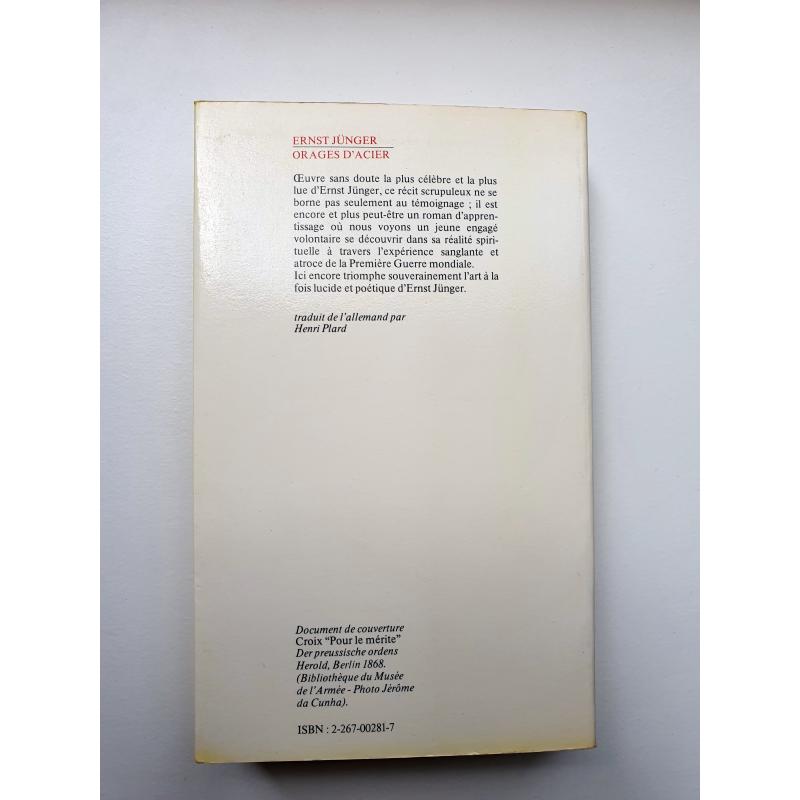 ERNST JÜNGER
ORAGES D'ACIER
Œuvre sans doute la plus célèbre et la plus
lue d'Ernst Jünger, ce récit scrupuleux ne se
borne pas seulement au témoignage ; il est
encore et plus peut-être un roman d'appren-
tissage où nous voyons un jeune engagé
volontaire se découvrir dans sa réalité spiri-
tuelle à travers l'expérience sanglante et
atroce de la Première Guerre mondiale.
Ici encore triomphe souverainement l'art à la
fois lucide et poétique d'Ernst Jünger.
traduit de l'allemand par
Henri Plard
Document de couverture
Croix "Pour le mérite"
Der preussische ordens
Herold, Berlin 1868.
(Bibliothèque du Musée
de l'Armée - Photo Jérôme
da Cunha).
ISBN : 2-267-00281-7